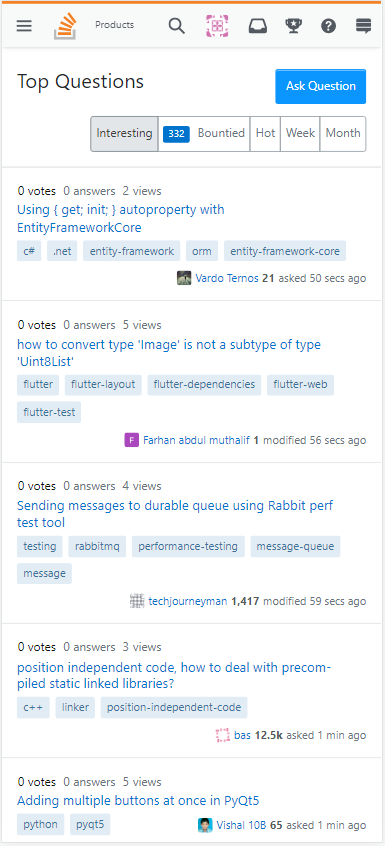 Products
Top Questions
Ask Question
Interesting 332 Bountied Hot Week Month
0 votes 0 answers 2 views
Using { get; init; } autoproperty with
EntityFrameworkCore
c# .net entity-framework orm entity-framework-core
Vardo Ternos 21 asked 50 secs ago
0 votes 0 answers 5 views
how to convert type 'Image' is not a subtype of type
'Uint8List'
flutter flutter-layout flutter-dependencies flutter-web
flutter-test
F Farhan abdul muthalif 1 modified 56 secs ago
0 votes 0 answers 4 views
Sending messages to durable queue using Rabbit perf
test tool
testing rabbitmq performance-testing message-queue
message
techjourneyman 1,417 modified 59 secs ago
0 votes 0 answers 3 views
position independent code, how to deal with precom-
piled static linked libraries?
c++ linker position-independent-code
bas 12.5k asked 1 min ago
0 votes 0 answers 5 views
Adding multiple buttons at once in PyQt5
python pyqt5 Vishal 10B 65 asked 1 min ago